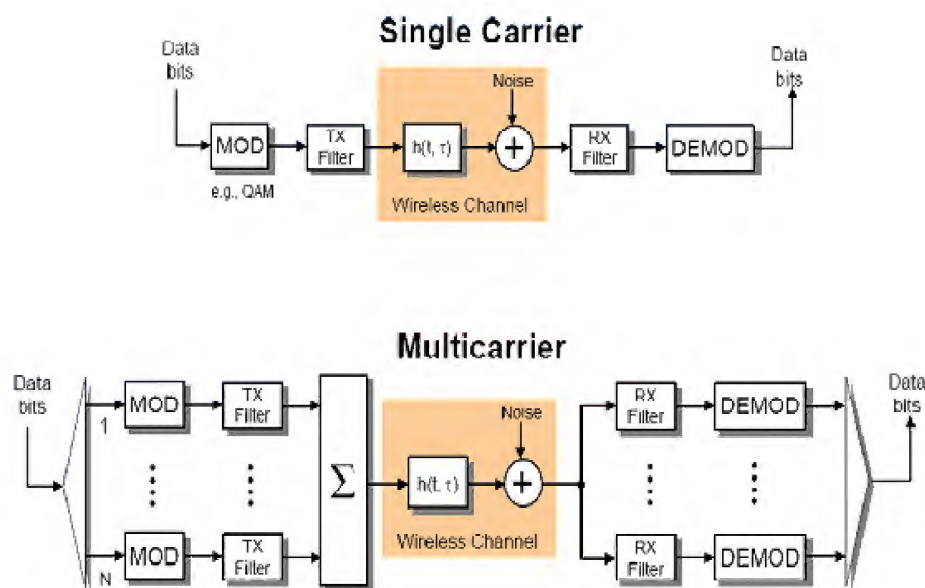 Single Carrier
Data
bits
MOD
e.g., QAM
TX
Filter
h(t, τ)
Noise
+
Wireless Channel
RX
Filter
DEMOD
Data
bits
Multicarrier
Data
bits
1
MOD
TX
Filter
N
MOD
TX
Filter
Σ
h(t, τ)
Noise
+
Wireless Channel
RX
Filter
DEMOD
RX
Filter
DEMOD
Data
bits